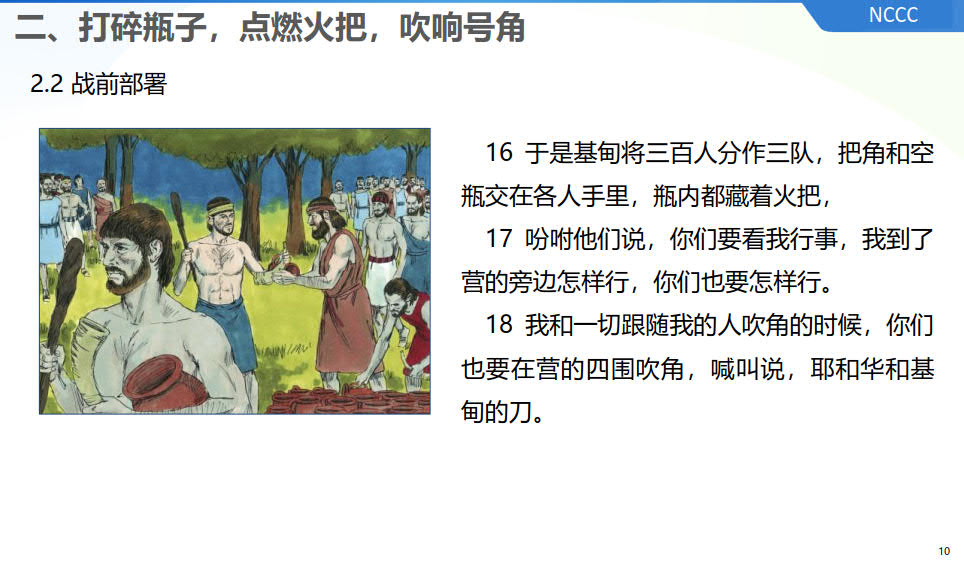 二、打碎瓶子，点燃火把，吹响号角
NCCC
2.2 战前部署
16 于是基甸将三百人分作三队，把角和空
瓶交在各人手里，瓶内都藏着火把，
17 吩咐他们说，你们要看我行事，我到了
营的旁边怎样行，你们也要怎样行。
18 我和一切跟随我的人吹角的时候，你们
也要在营的四围吹角，喊叫说，耶和华和基
甸的刀。
10